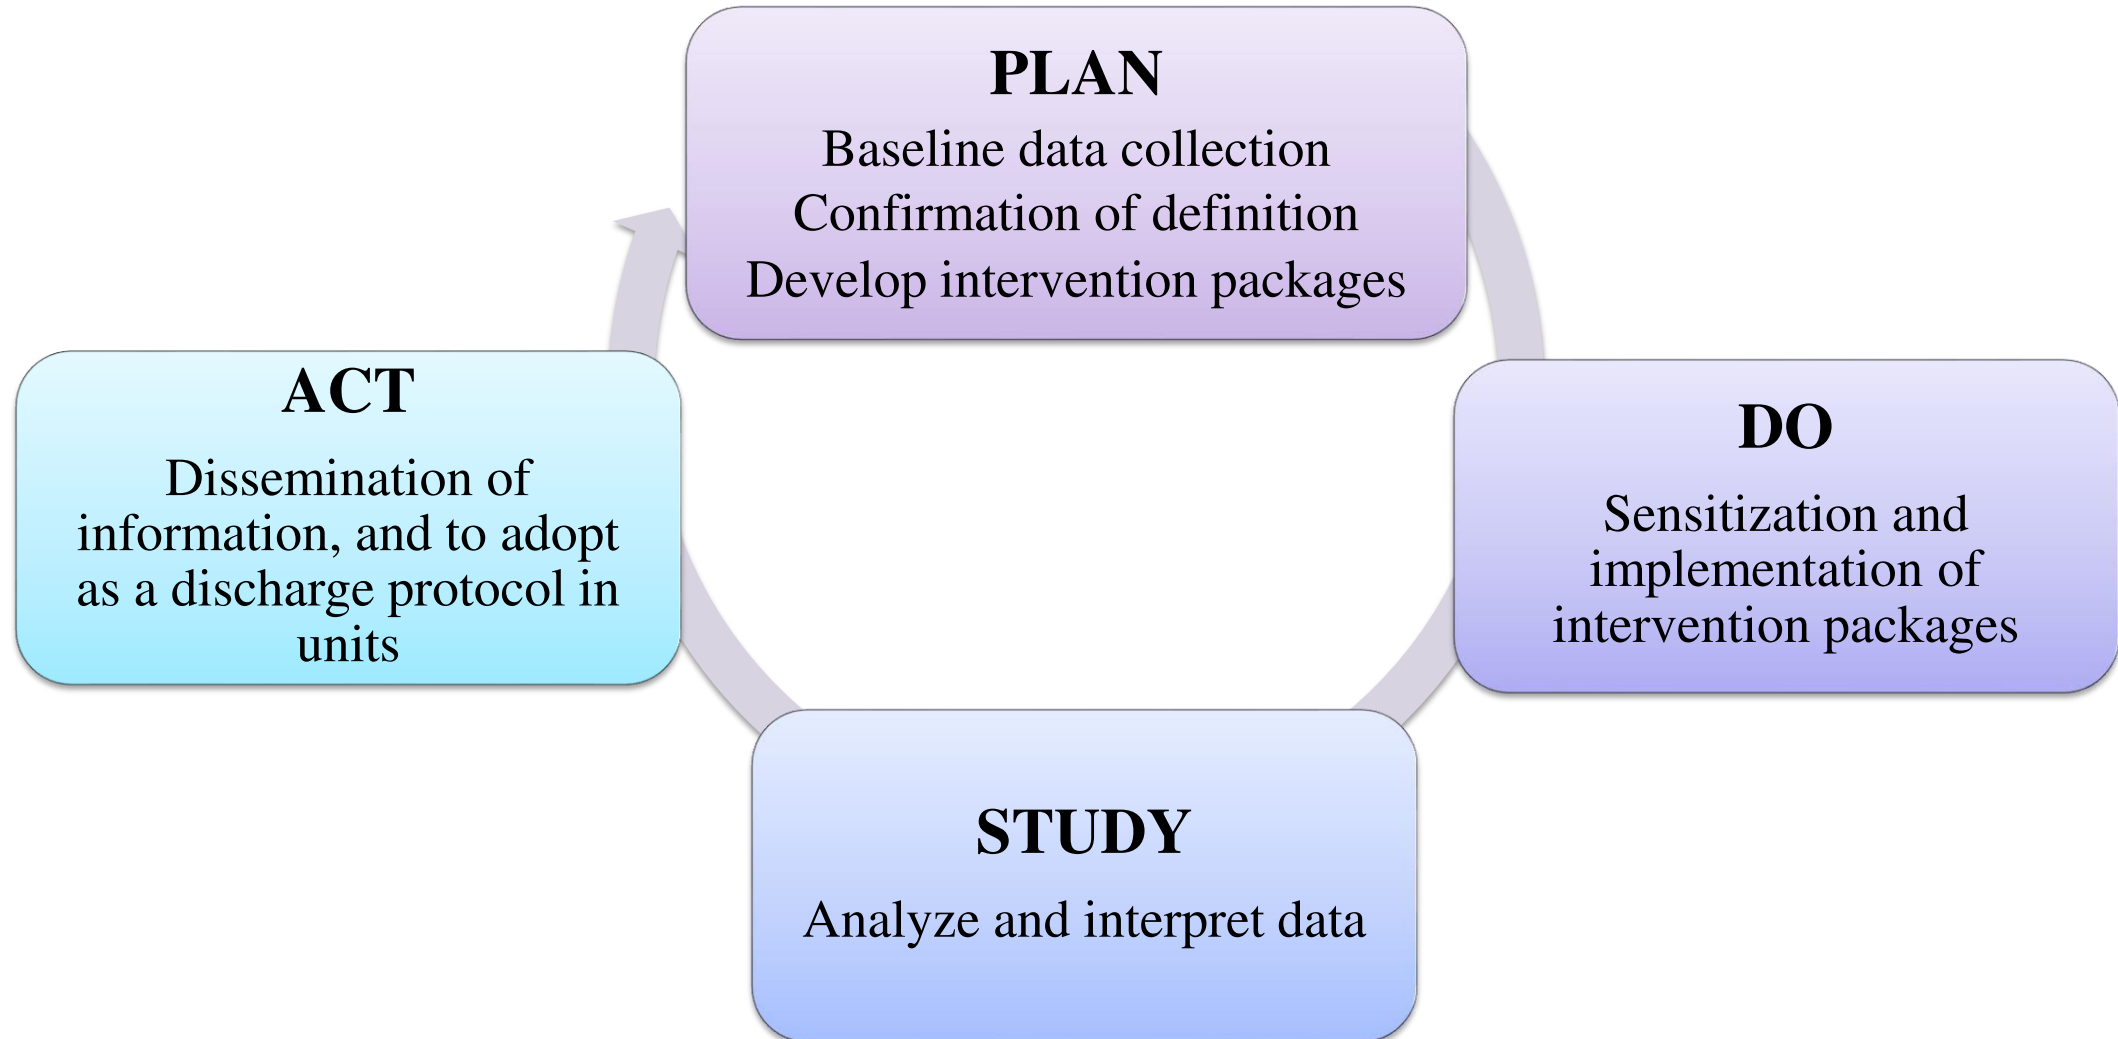 PLAN
Baseline data collection
Confirmation of definition
Develop intervention packages
DO
Sensitization and
implementation of
intervention packages
STUDY
Analyze and interpret data
ACT
Dissemination of
information, and to adopt
as a discharge protocol in
units